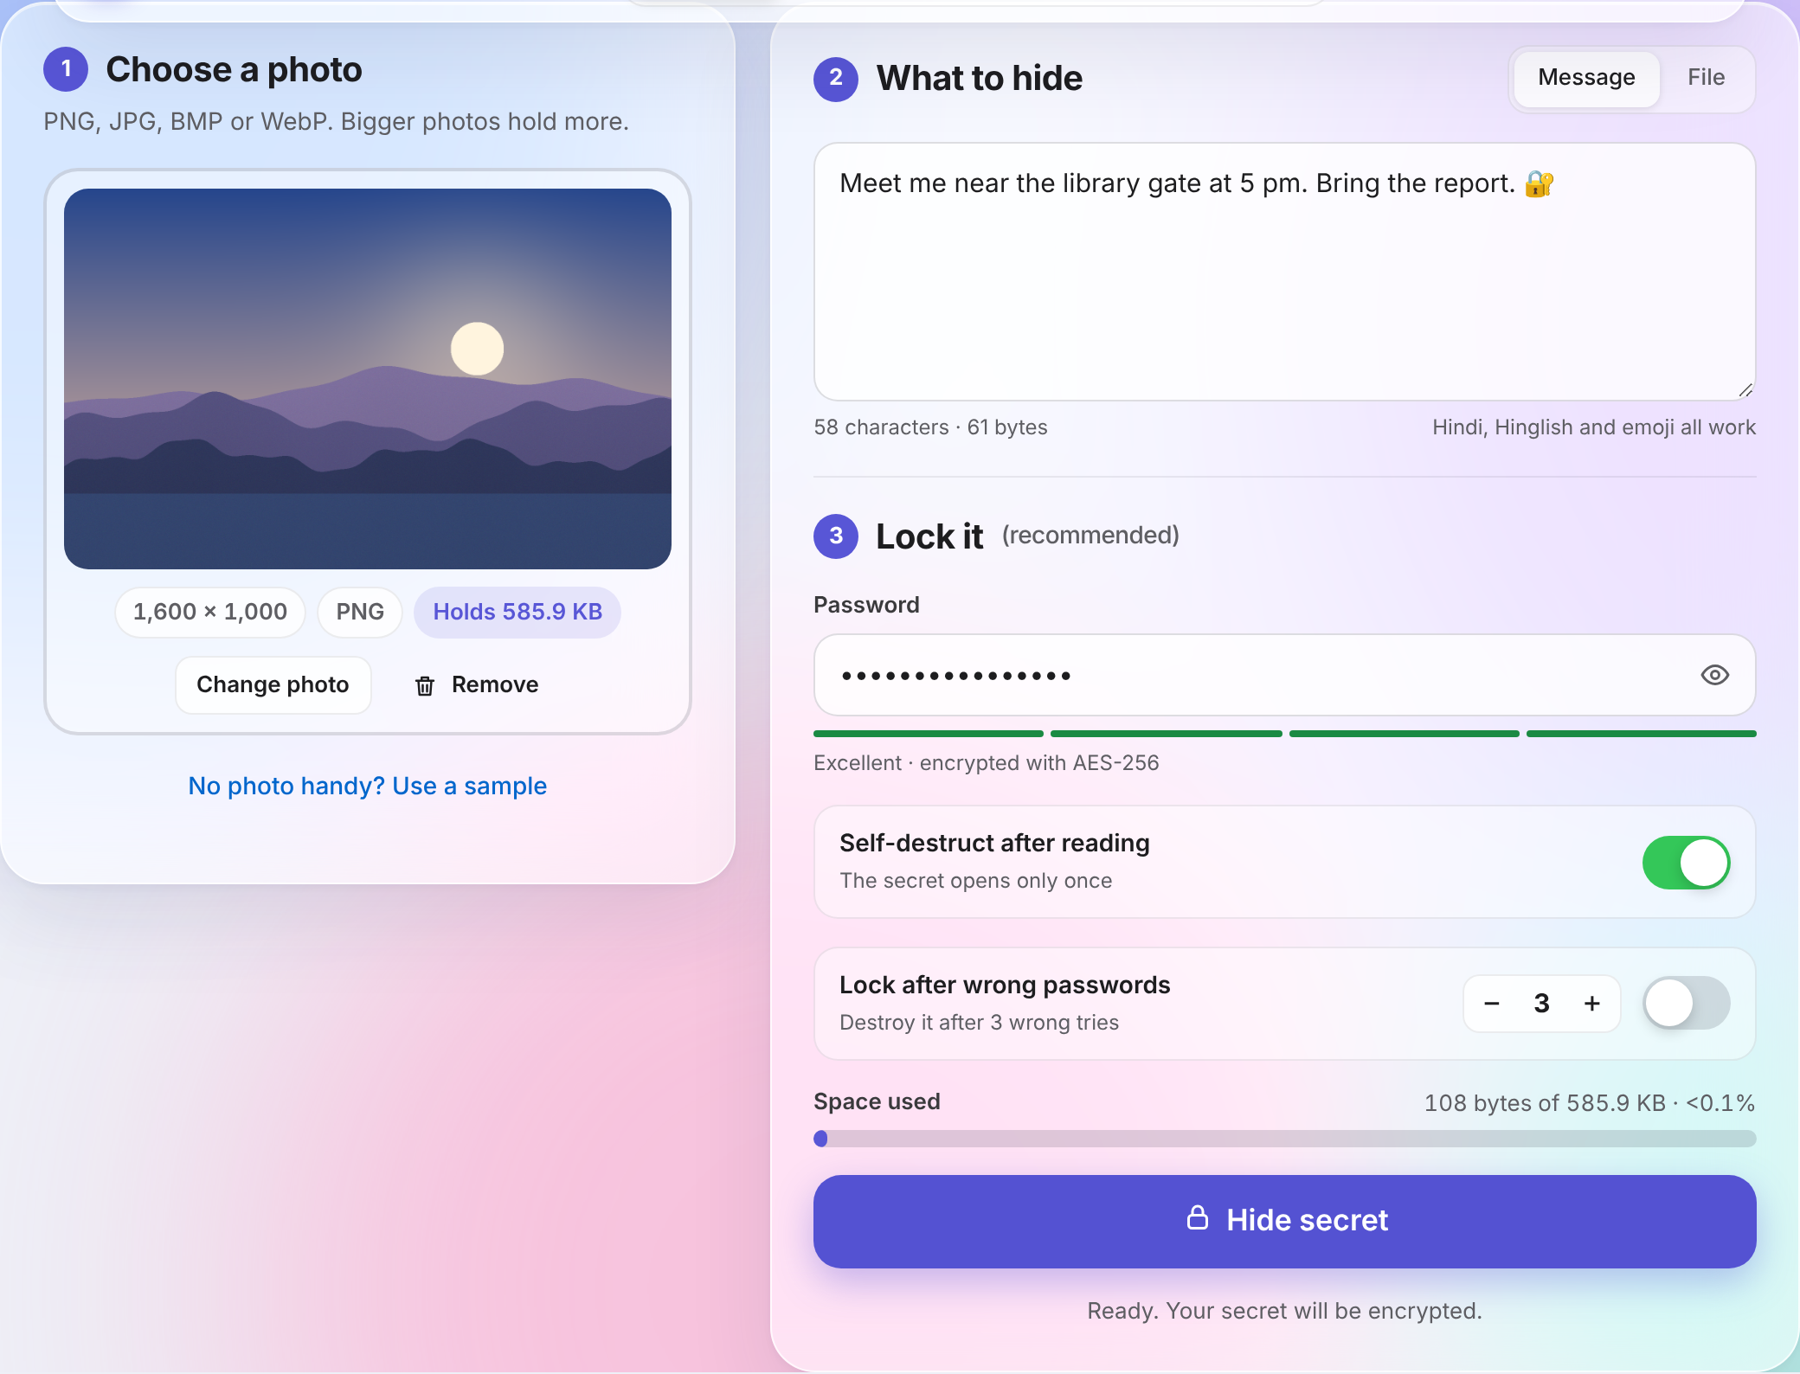 1 Choose a photo
PNG, JPG, BMP or WebP. Bigger photos hold more.
1,600 × 1,000 PNG Holds 585.9 KB
Change photo Remove
No photo handy? Use a sample
2 What to hide Message File
Meet me near the library gate at 5 pm. Bring the report. 🔐
58 characters · 61 bytes Hindi, Hinglish and emoji all work
3 Lock it (recommended)
Password
••••••••••••••••
Excellent · encrypted with AES-256
Self-destruct after reading
The secret opens only once
Lock after wrong passwords
Destroy it after 3 wrong tries
− 3 +
Space used 108 bytes of 585.9 KB · <0.1%
Hide secret
Ready. Your secret will be encrypted.